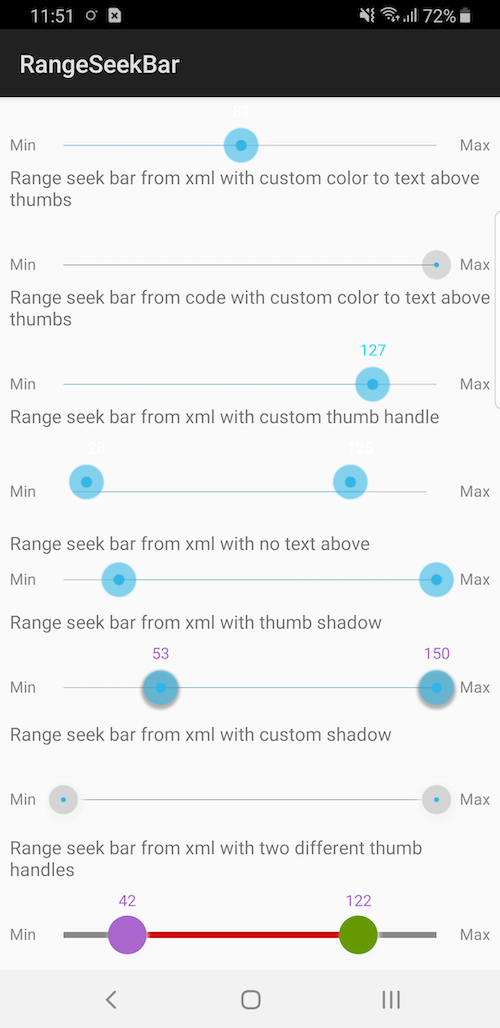 11:51 72%
RangeSeekBar
Min Max
Range seek bar from xml with custom color to text above
thumbs
Min Max
Range seek bar from code with custom color to text above
thumbs
127
Min Max
Range seek bar from xml with custom thumb handle
Min Max
Range seek bar from xml with no text above
Min Max
Range seek bar from xml with thumb shadow
53 150
Min Max
Range seek bar from xml with custom shadow
Min Max
Range seek bar from xml with two different thumb
handles
42 122
Min Max